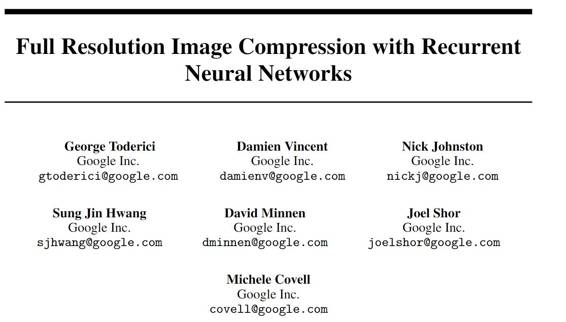 Full Resolution Image Compression with Recurrent
Neural Networks
George Toderici Damien Vincent Nick Johnston
Google Inc. Google Inc. Google Inc.
gtoderici@google.com damienv@google.com nickj@google.com
Sung Jin Hwang David Minnen Joel Shor
Google Inc. Google Inc. Google Inc.
sjhwang@google.com dminnen@google.com joelshor@google.com
Michele Covell
Google Inc.
covell@google.com